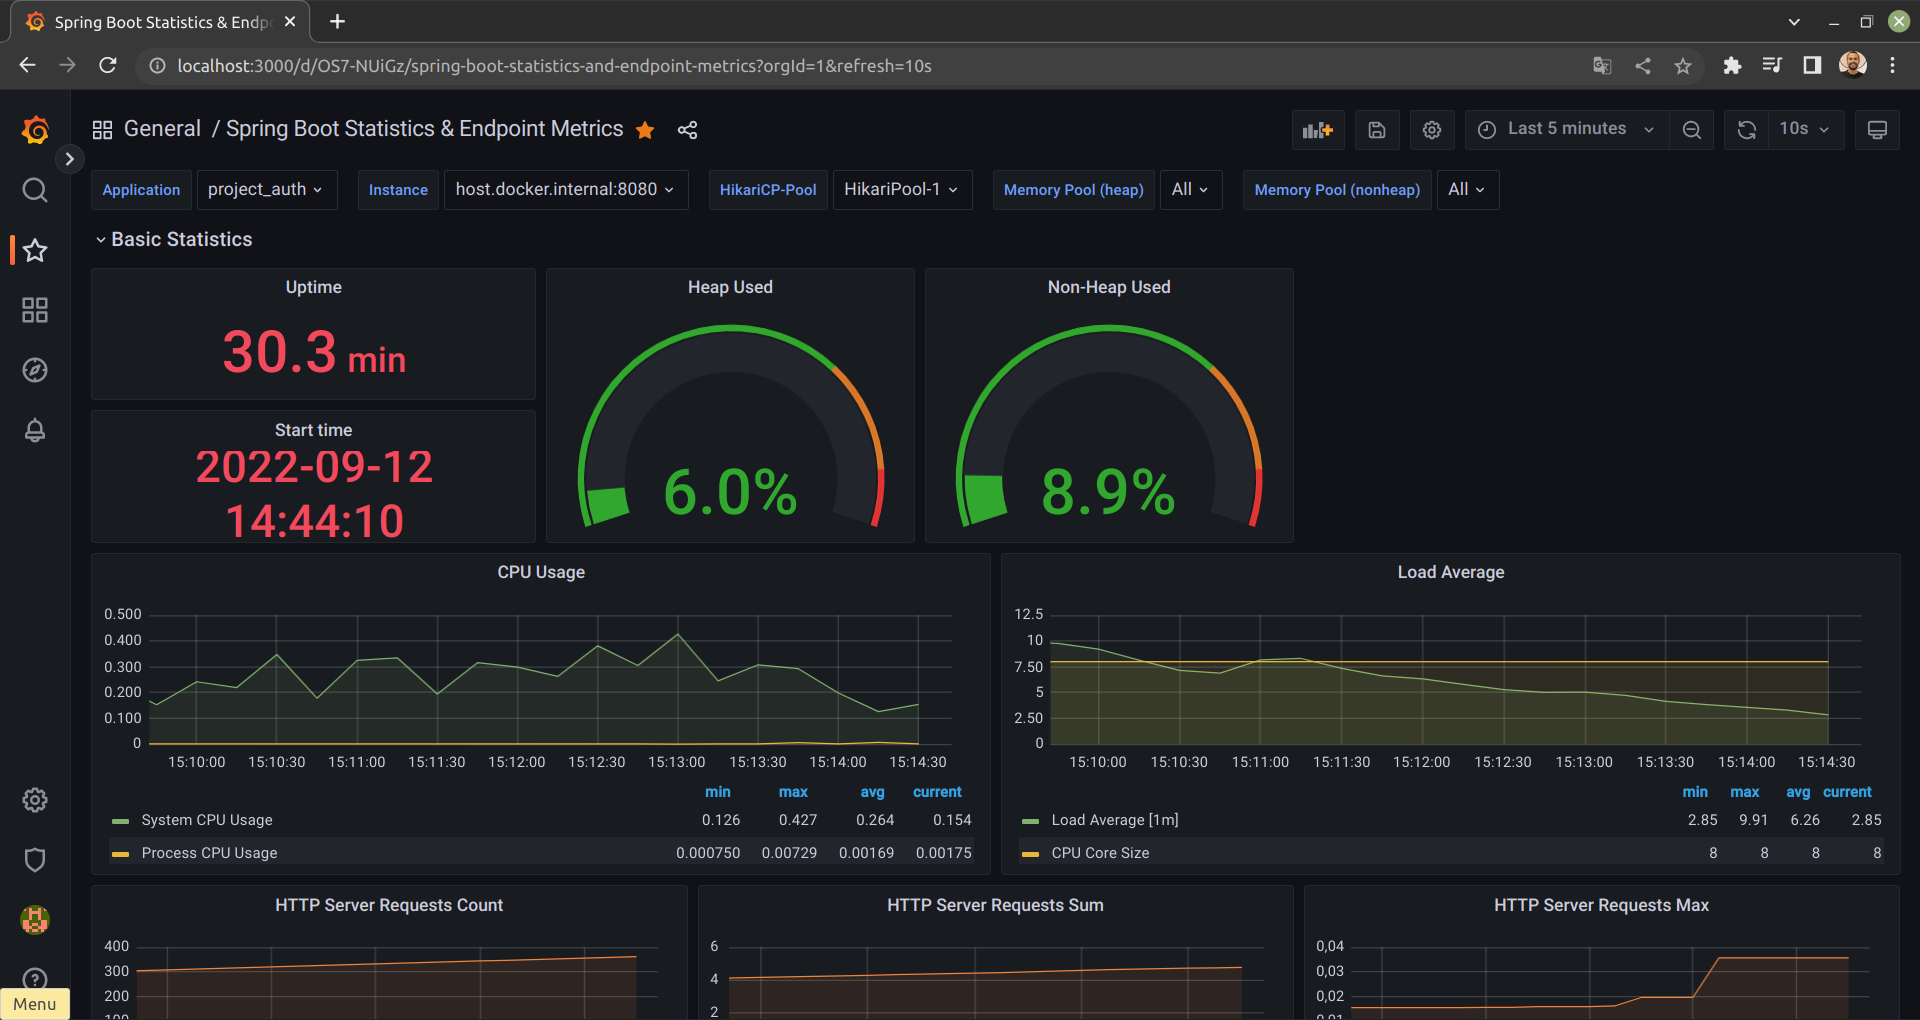 Spring Boot Statistics & Endp
localhost:3000/d/OS7-NUiGz/spring-boot-statistics-and-endpoint-metrics?orgId=1&refresh=10s
General / Spring Boot Statistics & Endpoint Metrics
Last 5 minutes
10s
Application project_auth Instance host.docker.internal:8080 HikariCP-Pool HikariPool-1 Memory Pool (heap) All Memory Pool (nonheap) All
Basic Statistics
Uptime
30.3 min
Start time
2022-09-12
14:44:10
Heap Used
6.0%
Non-Heap Used
8.9%
CPU Usage
0.500
0.400
0.300
0.200
0.100
0
15:10:00 15:10:30 15:11:00 15:11:30 15:12:00 15:12:30 15:13:00 15:13:30 15:14:00 15:14:30
min max avg current
System CPU Usage 0.126 0.427 0.264 0.154
Process CPU Usage 0.000750 0.00729 0.00169 0.00175
Load Average
12.5
10
7.50
5
2.50
0
15:10:00 15:10:30 15:11:00 15:11:30 15:12:00 15:12:30 15:13:00 15:13:30 15:14:00 15:14:30
min max avg current
Load Average [1m] 2.85 9.91 6.26 2.85
CPU Core Size 8 8 8 8
HTTP Server Requests Count
400
300
200
100
HTTP Server Requests Sum
6
4
2
HTTP Server Requests Max
0,04
0,03
0,02
0,01
Menu